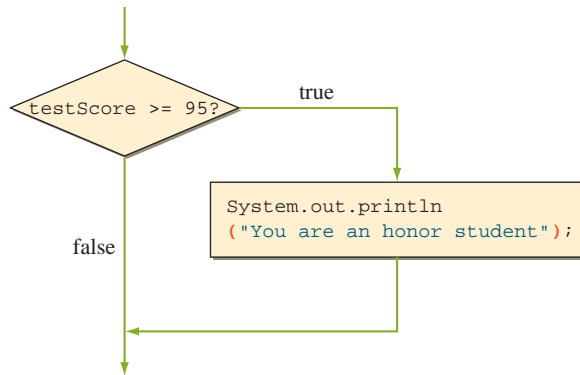 testScore >= 95?
true
System.out.println
("You are an honor student");
false